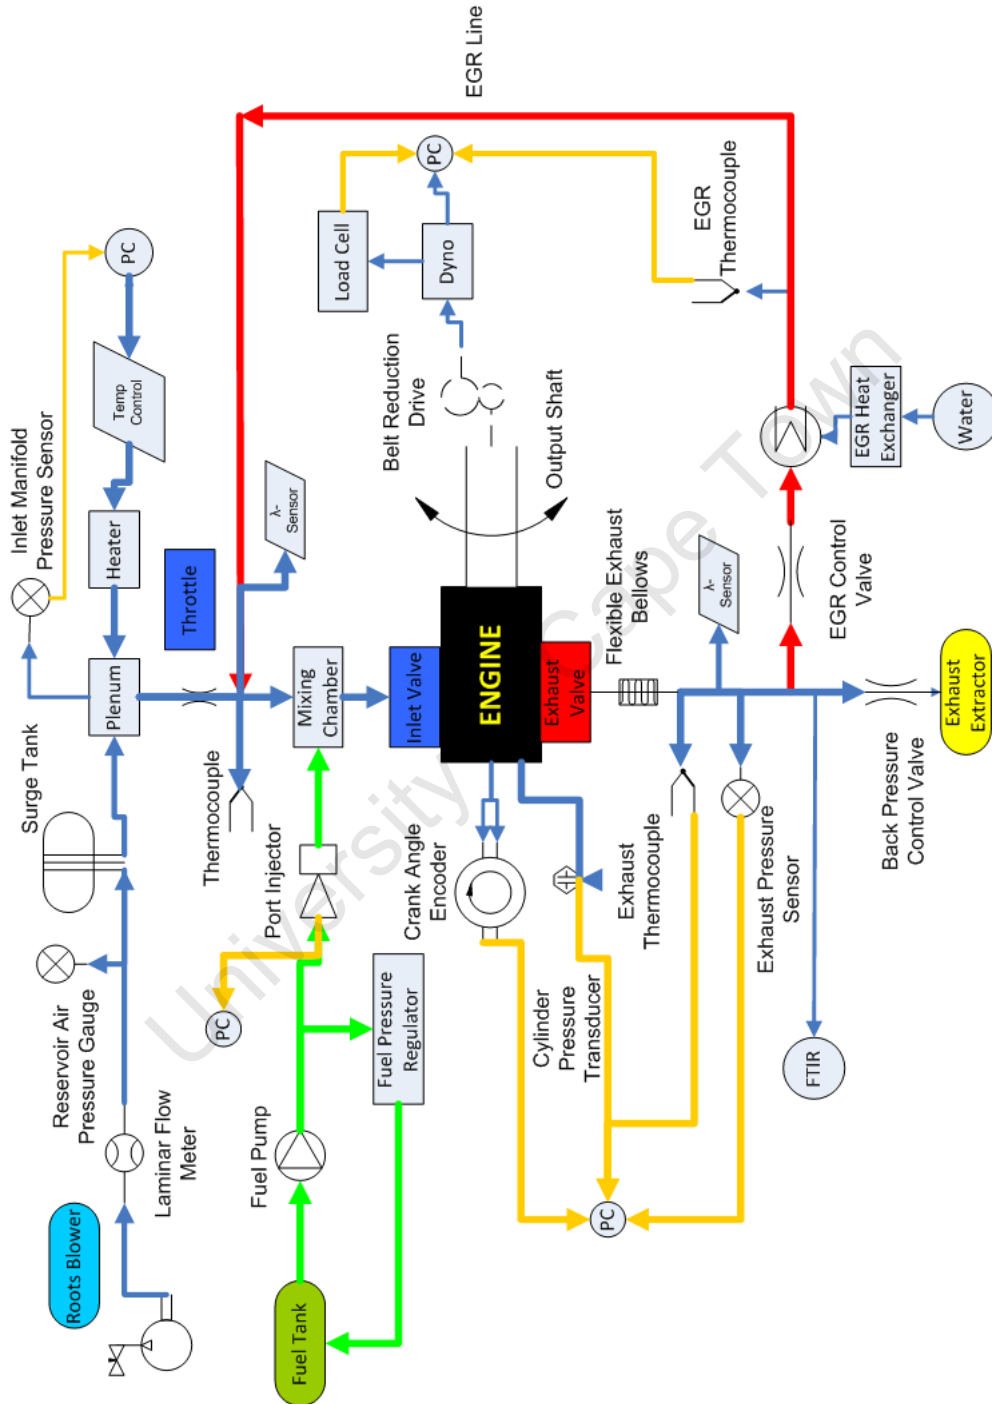 Roots Blower
Laminar Flow
Meter
Reservoir Air
Pressure Gauge
Surge Tank
Plenum
Inlet Manifold
Pressure Sensor
Heater
Temp
Control
PC
Throttle
Thermocouple
λ-
Sensor
EGR Line
Fuel Tank
Fuel Pump
Fuel Pressure
Regulator
PC
Port Injector
Mixing
Chamber
Inlet Valve
ENGINE
Exhaust
Valve
Belt Reduction
Drive
Output Shaft
Load Cell
Dyno
PC
EGR
Thermocouple
Crank Angle
Encoder
Cylinder
Pressure
Transducer
PC
Exhaust
Thermocouple
Exhaust Pressure
Sensor
FTIR
Flexible Exhaust
Bellows
λ-
Sensor
EGR Control
Valve
EGR Heat
Exchanger
Water
Back Pressure
Control Valve
Exhaust
Extractor
University of Cape Town